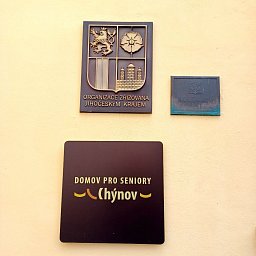 ORGANIZACE ZŘIZOVANÁ
JIHOČESKÝM KRAJEM
DOMOV PRO SENIORY
Chýnov